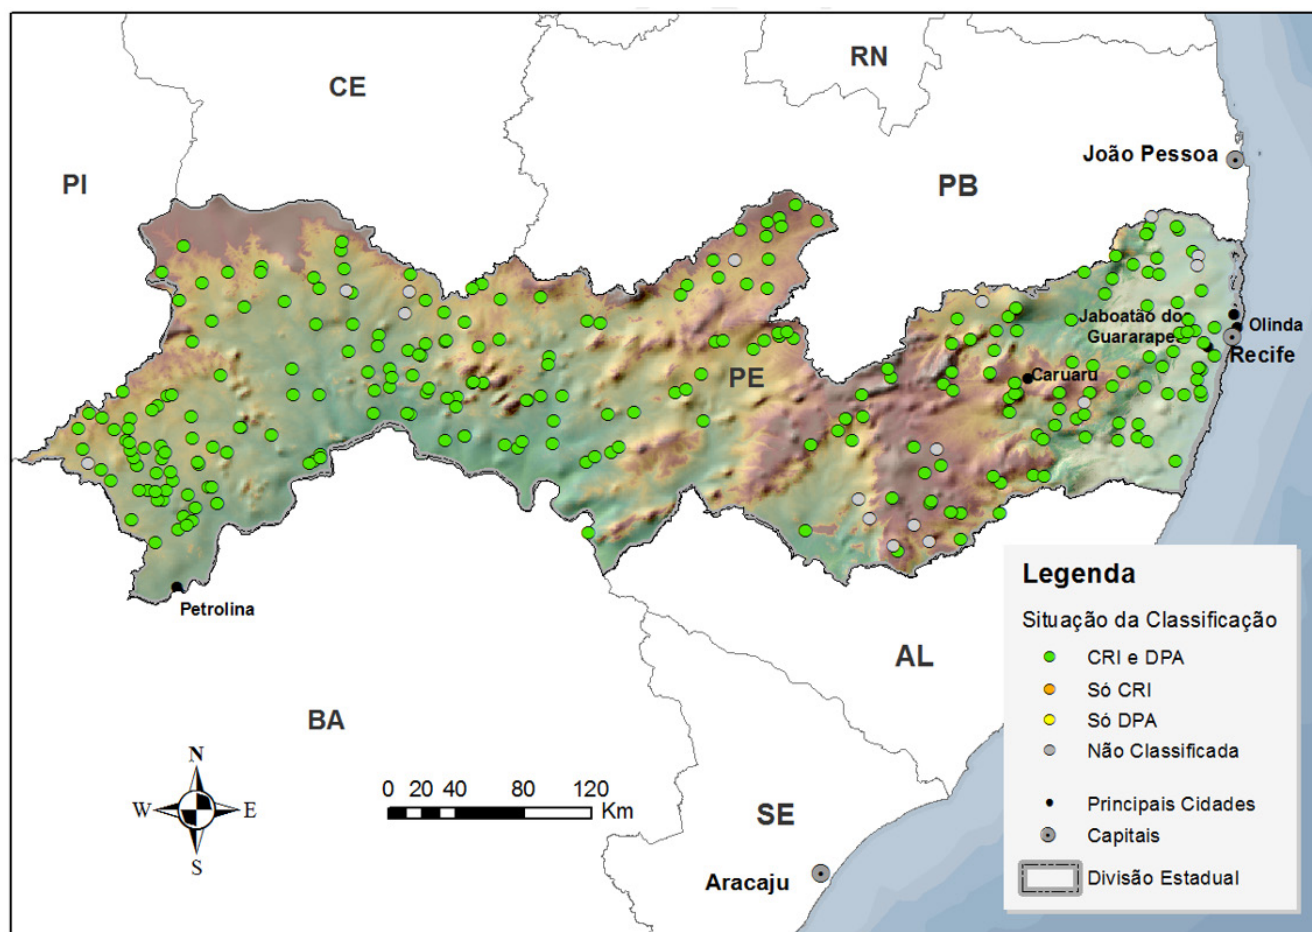 RN
CE
João Pessoa
PI
PB
Jaboatão dos
Guararapes
Olinda
Recife
PE
Caruaru
Petrolina
Legenda
Situação da Classificação
CRI e DPA
Só CRI
Só DPA
Não Classificada
Principais Cidades
Capitais
Divisão Estadual
AL
BA
N
W
E
S
0 10 20 40 80 120
Km
SE
Aracaju